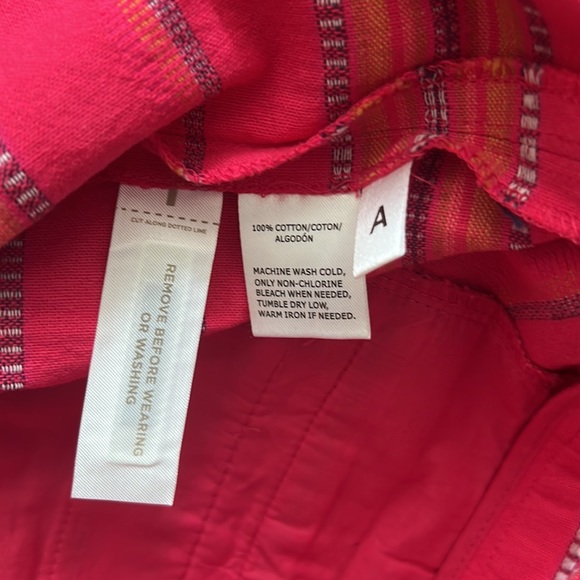 CUT ALONG DOTTED LINE
REMOVE BEFORE WEARING
OR WASHING
100% COTTON/COTON/
ALGODÓN
MACHINE WASH COLD,
ONLY NON-CHLORINE
BLEACH WHEN NEEDED,
TUMBLE DRY LOW,
WARM IRON IF NEEDED.
A